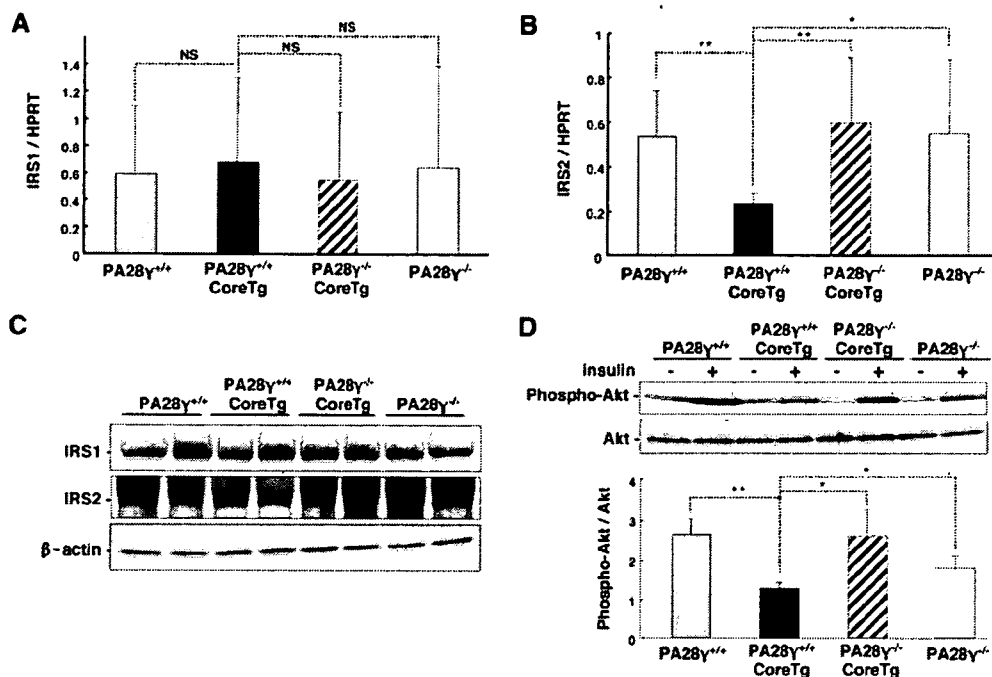 A
NS
NS
NS
IRS1 / HPRT
1.4
1.2
1
0.8
0.6
0.4
0.2
0
PA28γ+/+
PA28γ+/+ CoreTg
PA28γ-/- CoreTg
PA28γ-/-
B
*
**
**
IRS2 / HPRT
1
0.8
0.6
0.4
0.2
0
PA28γ+/+
PA28γ+/+ CoreTg
PA28γ-/- CoreTg
PA28γ-/-
C
PA28γ+/+
PA28γ+/+ CoreTg
PA28γ-/- CoreTg
PA28γ-/-
IRS1
IRS2
β-actin
D
PA28γ+/+
PA28γ+/+ CoreTg
PA28γ-/- CoreTg
PA28γ-/-
insulin - + - + - + - +
Phospho-Akt
Akt
*
**
*
Phospho-Akt / Akt
4
3
2
1
0
PA28γ+/+
PA28γ+/+ CoreTg
PA28γ-/- CoreTg
PA28γ-/-